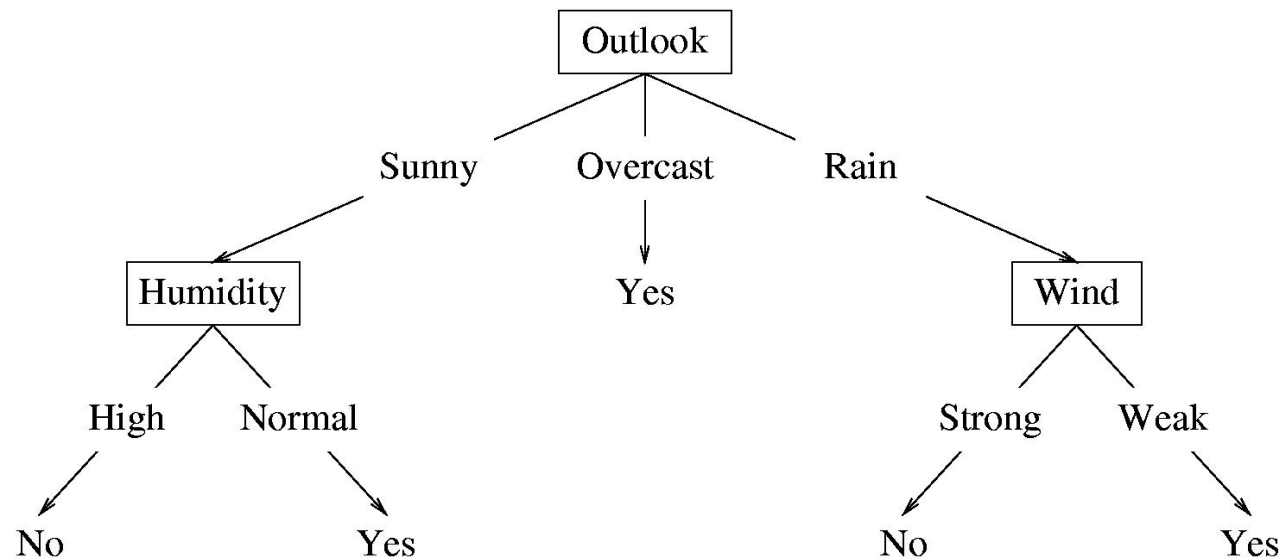 Outlook
Sunny Overcast Rain
Humidity Yes Wind
High Normal Strong Weak
No Yes No Yes